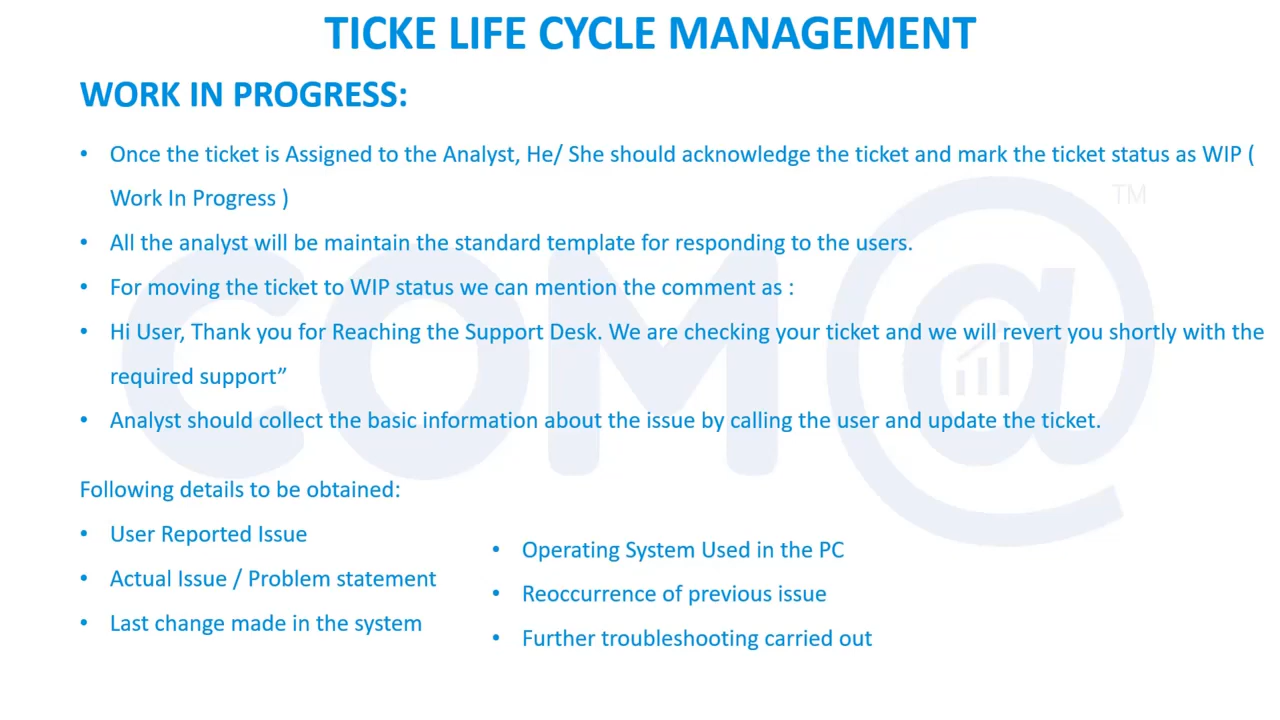 TICKE LIFE CYCLE MANAGEMENT
WORK IN PROGRESS:
• Once the ticket is Assigned to the Analyst, He/ She should acknowledge the ticket and mark the ticket status as WIP (
Work In Progress )
• All the analyst will be maintain the standard template for responding to the users.
• For moving the ticket to WIP status we can mention the comment as :
• Hi User, Thank you for Reaching the Support Desk. We are checking your ticket and we will revert you shortly with the
required support”
• Analyst should collect the basic information about the issue by calling the user and update the ticket.
Following details to be obtained:
• User Reported Issue
• Actual Issue / Problem statement
• Last change made in the system
• Operating System Used in the PC
• Reoccurrence of previous issue
• Further troubleshooting carried out
COM@
TM